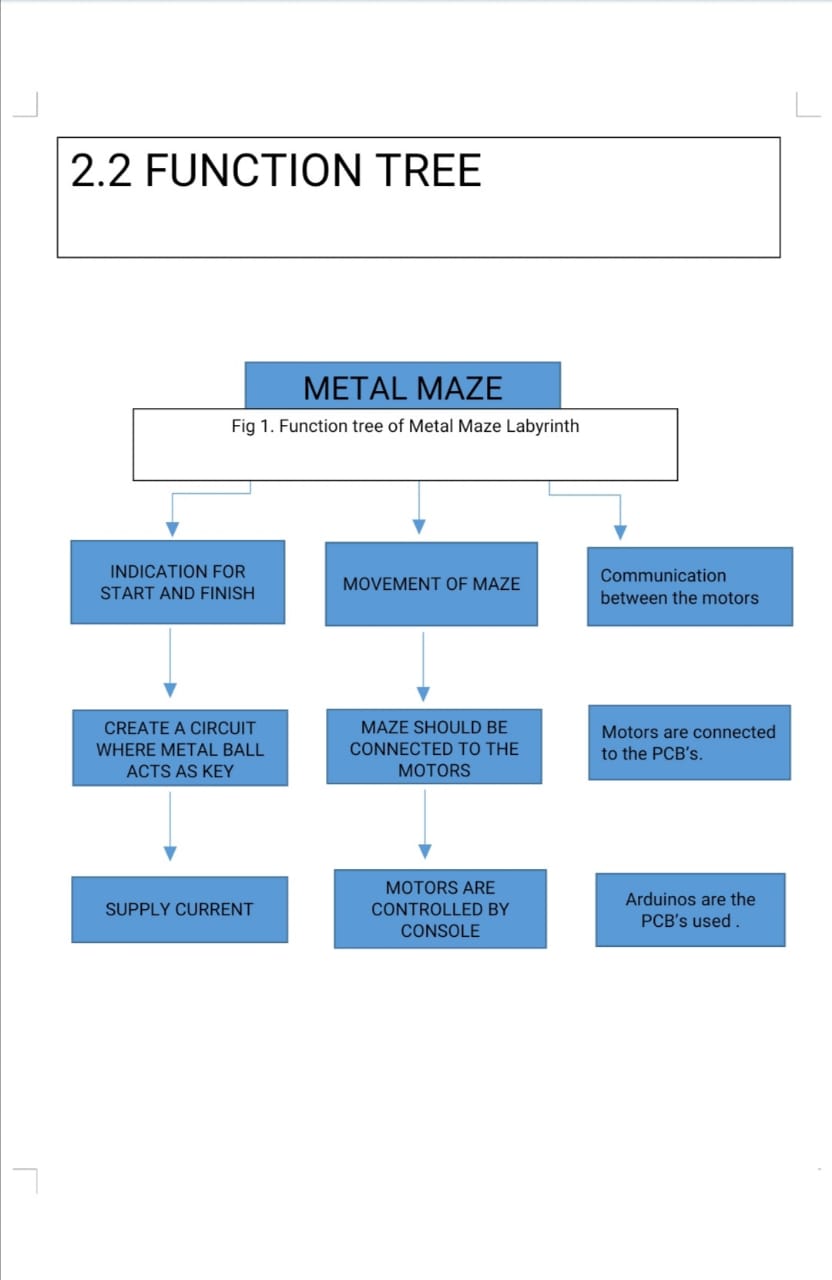 2.2 FUNCTION TREE
METAL MAZE
Fig 1. Function tree of Metal Maze Labyrinth
INDICATION FOR
START AND FINISH
MOVEMENT OF MAZE
Communication
between the motors
CREATE A CIRCUIT
WHERE METAL BALL
ACTS AS KEY
MAZE SHOULD BE
CONNECTED TO THE
MOTORS
Motors are connected
to the PCB's.
SUPPLY CURRENT
MOTORS ARE
CONTROLLED BY
CONSOLE
Arduinos are the
PCB's used .